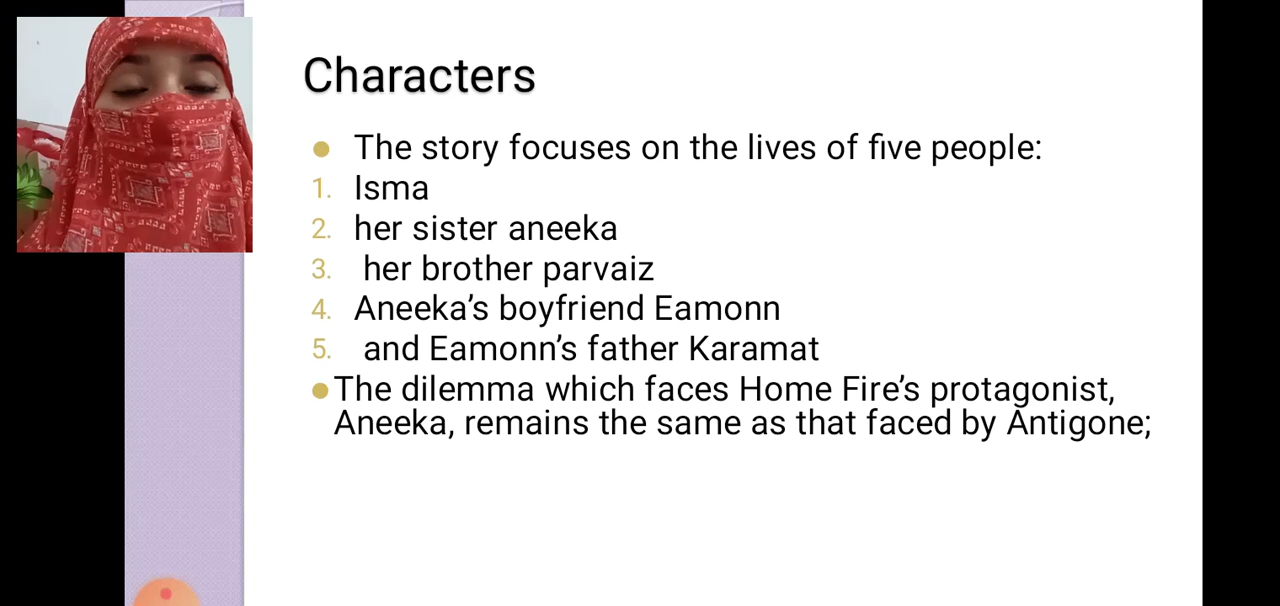 Characters
The story focuses on the lives of five people:
1. Isma
2. her sister aneeka
3. her brother parvaiz
4. Aneeka’s boyfriend Eamonn
5. and Eamonn’s father Karamat
The dilemma which faces Home Fire’s protagonist,
Aneeka, remains the same as that faced by Antigone;